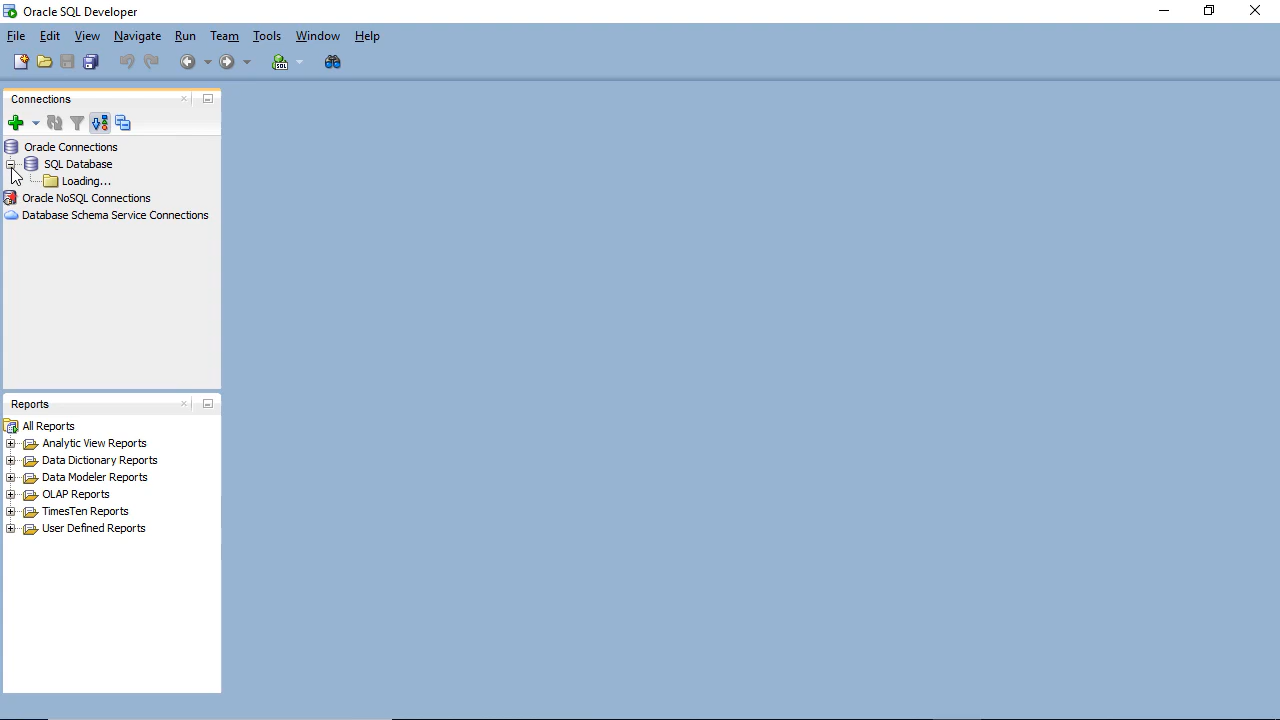 Oracle SQL Developer
File Edit View Navigate Run Team Tools Window Help
SQL
Connections
Oracle Connections
SQL Database
Loading...
Oracle NoSQL Connections
Database Schema Service Connections
Reports
All Reports
Analytic View Reports
Data Dictionary Reports
Data Modeler Reports
OLAP Reports
TimesTen Reports
User Defined Reports